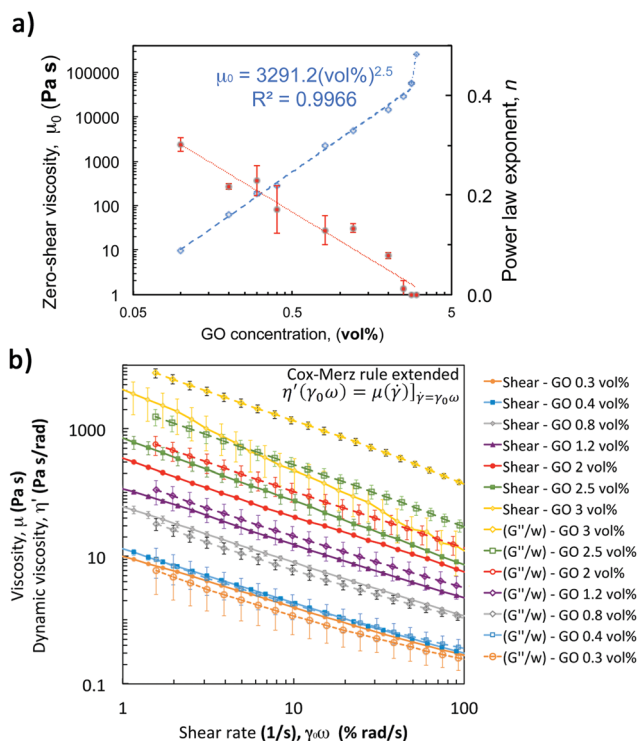 a)
μ₀ = 3291.2(vol%)^2.5
R² = 0.9966
Zero-shear viscosity, μ₀ (Pa s)
100000
10000
1000
100
10
1
0.4
0.2
0.0
Power law exponent, n
0.05
0.5
5
GO concentration, (vol%)
b)
Cox-Merz rule extended
η′(γ₀ω) = μ(γ̇)]γ̇=γ₀ω
Viscosity, μ (Pa s)
Dynamic viscosity, η′ (Pa s/rad)
1000
10
0.1
1
10
100
Shear rate (1/s), γ₀ω (% rad/s)
Shear - GO 0.3 vol%
Shear - GO 0.4 vol%
Shear - GO 0.8 vol%
Shear - GO 1.2 vol%
Shear - GO 2 vol%
Shear - GO 2.5 vol%
Shear - GO 3 vol%
(G"/w) - GO 3 vol%
(G"/w) - GO 2.5 vol%
(G"/w) - GO 2 vol%
(G"/w) - GO 1.2 vol%
(G"/w) - GO 0.8 vol%
(G"/w) - GO 0.4 vol%
(G"/w) - GO 0.3 vol%